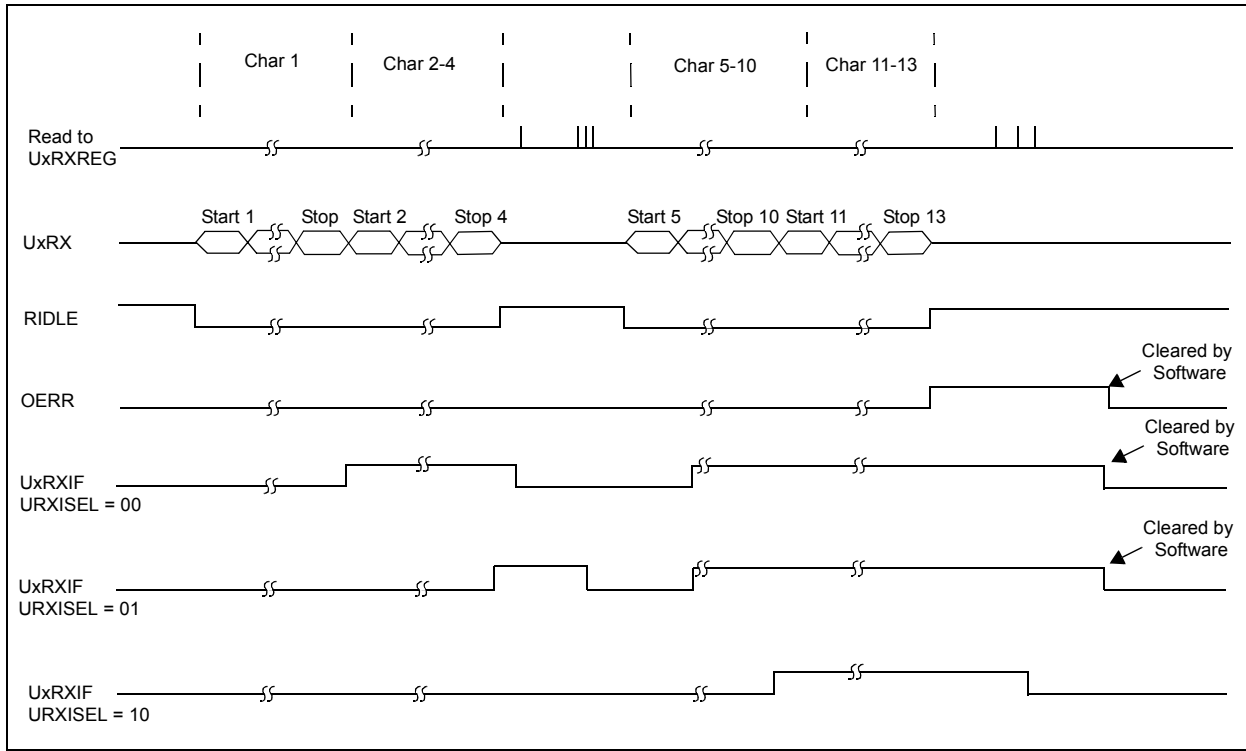 Char 1
Char 2-4
Char 5-10
Char 11-13
Read to
UxRXREG
Start 1
Stop
Start 2
Stop 4
Start 5
Stop 10
Start 11
Stop 13
UxRX
RIDLE
Cleared by
Software
OERR
Cleared by
Software
UxRXIF
URXISEL = 00
Cleared by
Software
UxRXIF
URXISEL = 01
UxRXIF
URXISEL = 10